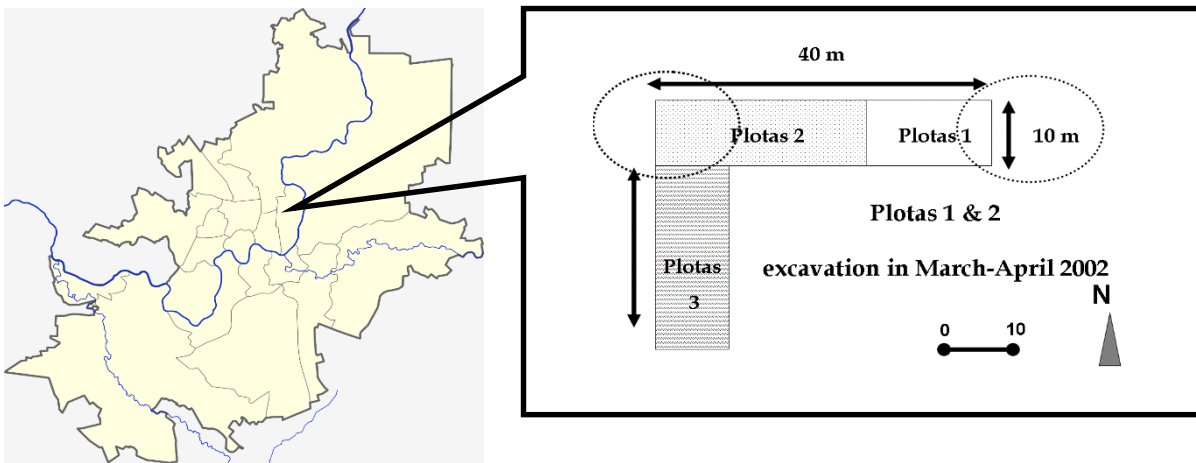 40 m
Plotas 2
Plotas 1
10 m
Plotas 1 & 2
Plotas
3
excavation in March-April 2002
N
0
10